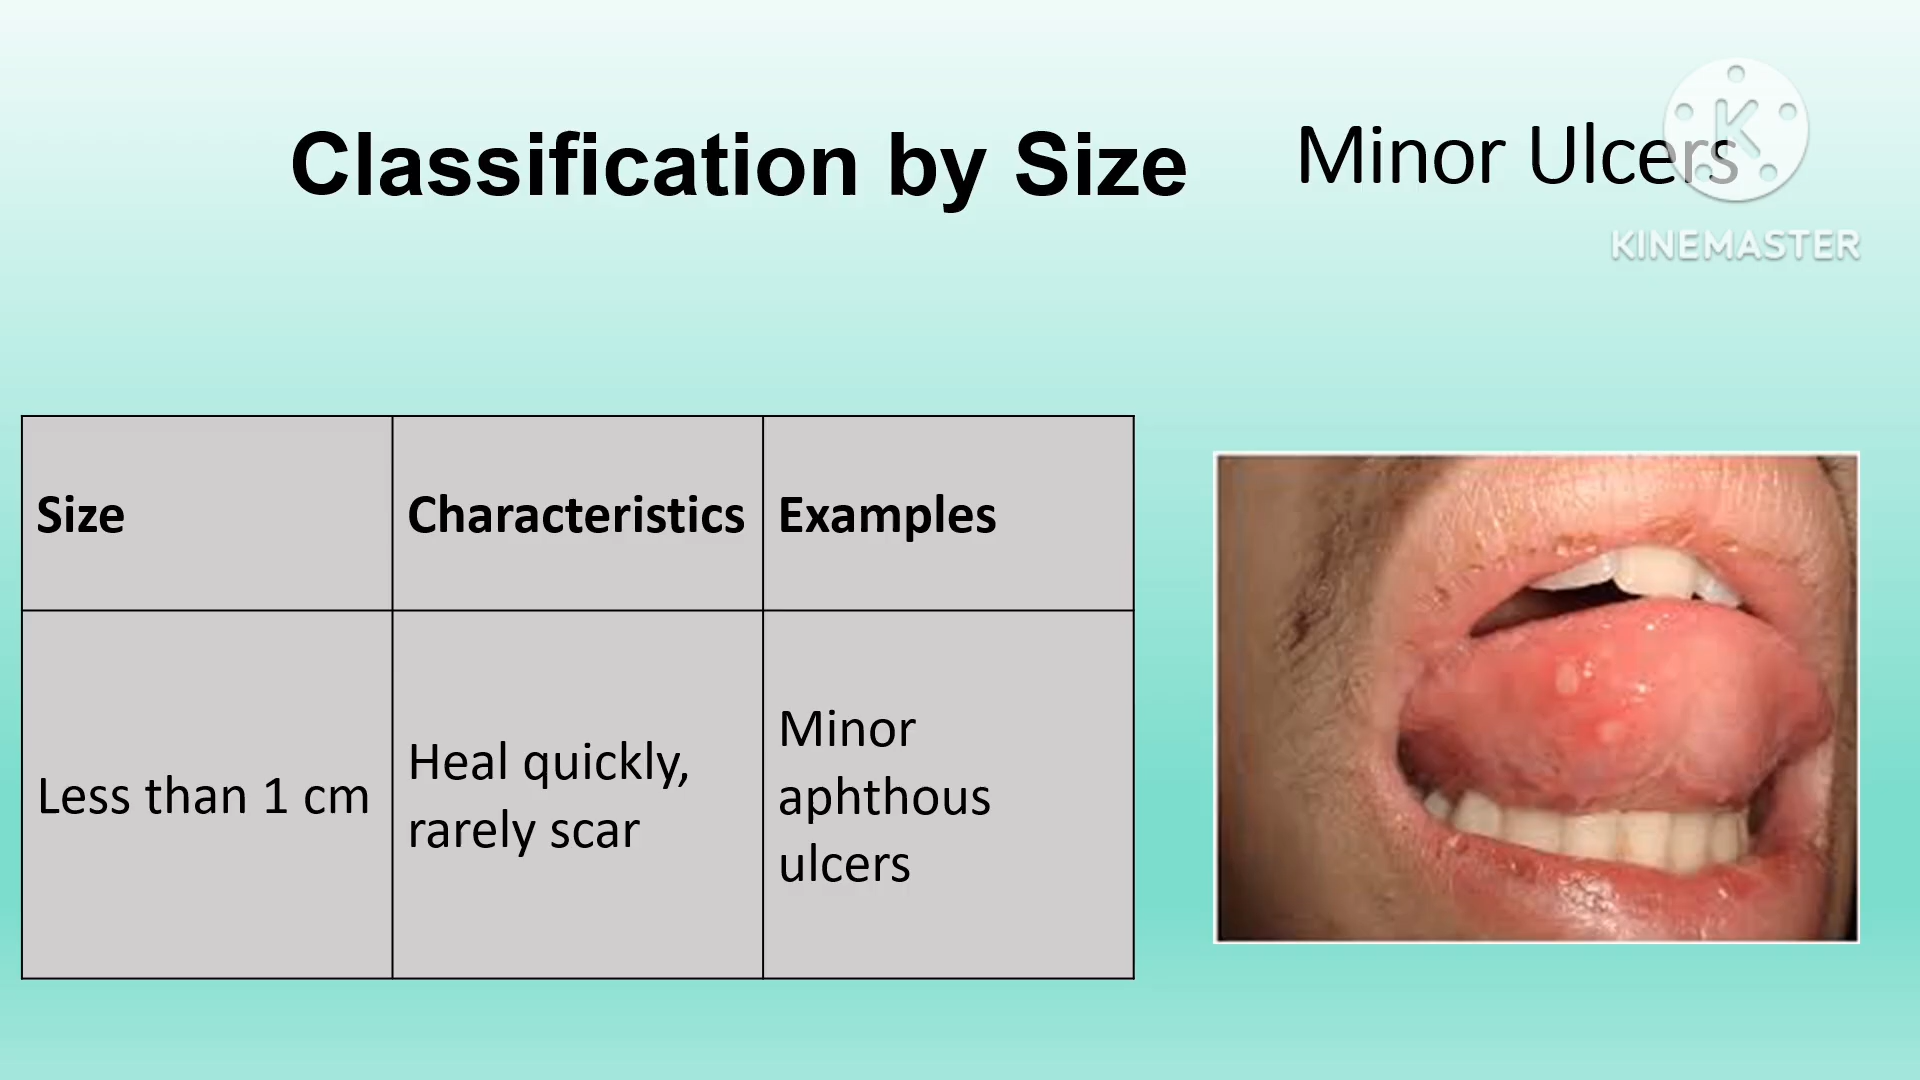 Classification by Size
Minor Ulcers
K
KINEMASTER
Size
Characteristics
Examples
Less than 1 cm
Heal quickly,
rarely scar
Minor
aphthous
ulcers